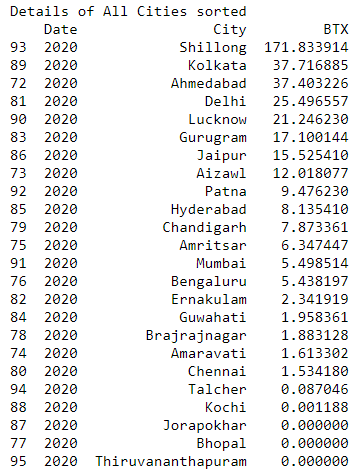 Details of All Cities sorted
Date City BTX
93 2020 Shillong 171.833914
89 2020 Kolkata 37.716885
72 2020 Ahmedabad 37.403226
81 2020 Delhi 25.496557
90 2020 Lucknow 21.246230
83 2020 Gurugram 17.100144
86 2020 Jaipur 15.525410
73 2020 Aizawl 12.018077
92 2020 Patna 9.476230
85 2020 Hyderabad 8.135410
79 2020 Chandigarh 7.873361
75 2020 Amritsar 6.347447
91 2020 Mumbai 5.498514
76 2020 Bengaluru 5.438197
82 2020 Ernakulam 2.341919
84 2020 Guwahati 1.958361
78 2020 Brajrajnagar 1.883128
74 2020 Amaravati 1.613302
80 2020 Chennai 1.534180
94 2020 Talcher 0.087046
88 2020 Kochi 0.001188
87 2020 Jorapokhar 0.000000
77 2020 Bhopal 0.000000
95 2020 Thiruvananthapuram 0.000000